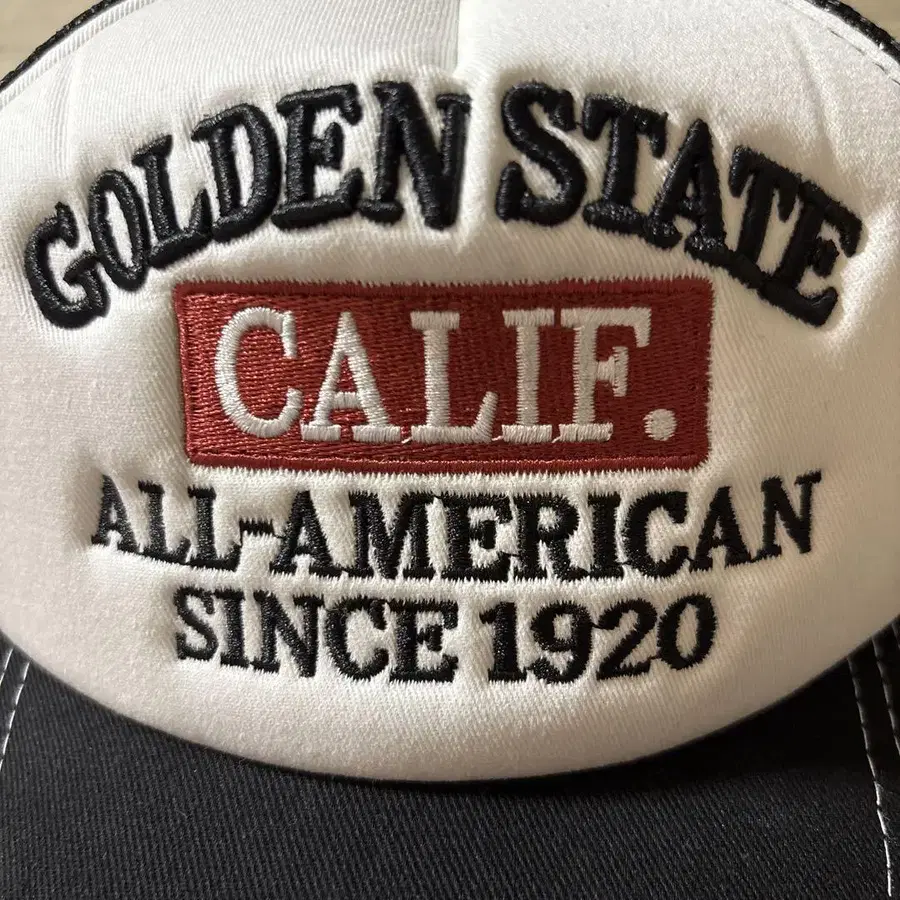 GOLDEN STATE
CALIF.
ALL-AMERICAN
SINCE 1920